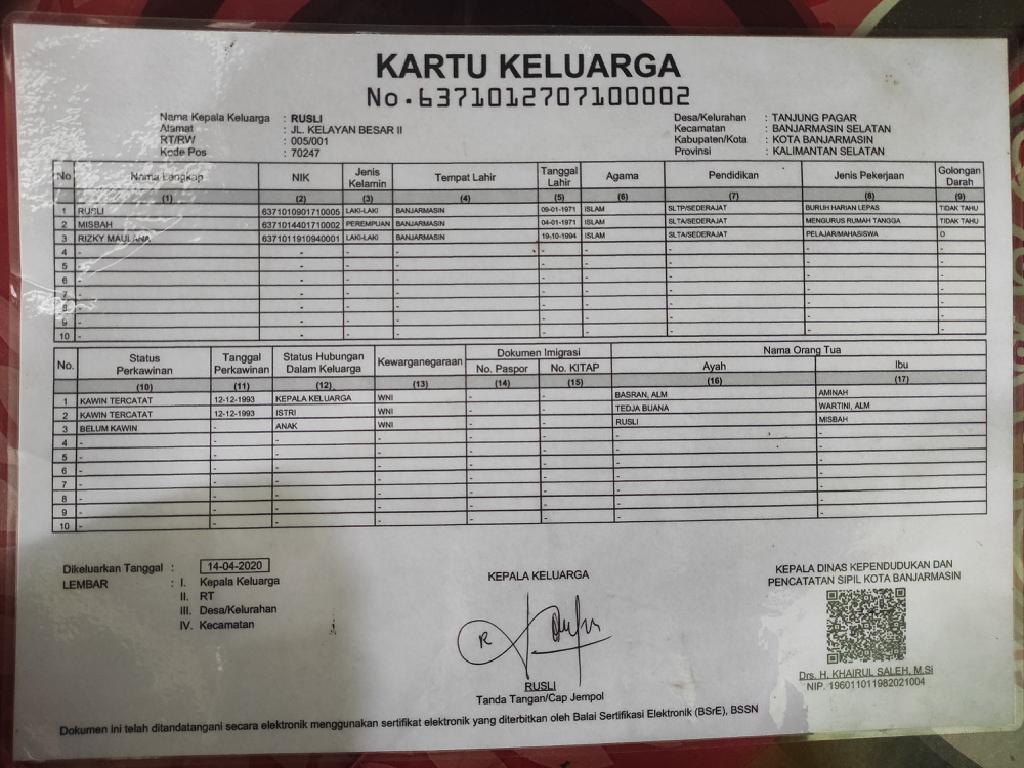 KARTU KELUARGA
No.6371012707100002
Nama Kepala Keluarga : RUSLI
Alamat : JL. KELAYAN BESAR II
RT/RW : 005/001
Kode Pos : 70247
Desa/Kelurahan : TANJUNG PAGAR
Kecamatan : BANJARMASIN SELATAN
Kabupaten/Kota : KOTA BANJARMASIN
Provinsi : KALIMANTAN SELATAN
No Nama Lengkap NIK Jenis Kelamin Tempat Lahir Tanggal Lahir Agama Pendidikan Jenis Pekerjaan Golongan Darah
(1) (2) (3) (4) (5) (6) (7) (8) (9)
1 RUSLI 6371010901710005 LAKI-LAKI BANJARMASIN 09-01-1971 ISLAM SLTP/SEDERAJAT BURUH HARIAN LEPAS TIDAK TAHU
2 MISBAH 6371014401710002 PEREMPUAN BANJARMASIN 04-01-1971 ISLAM SLTA/SEDERAJAT MENGURUS RUMAH TANGGA TIDAK TAHU
3 RIZKY MAULANA 6371011910940001 LAKI-LAKI BANJARMASIN 19-10-1994 ISLAM SLTA/SEDERAJAT PELAJAR/MAHASISWA O
4 - - - - - - - - -
5 - - - - - - - - -
6 - - - - - - - - -
7 - - - - - - - - -
8 - - - - - - - - -
9 - - - - - - - - -
10 - - - - - - - - -
No. Status Perkawinan Tanggal Perkawinan Status Hubungan Dalam Keluarga Kewarganegaraan Dokumen Imigrasi Nama Orang Tua
No. Paspor No. KITAP Ayah Ibu
(10) (11) (12) (13) (14) (15) (16) (17)
1 KAWIN TERCATAT 12-12-1993 KEPALA KELUARGA WNI - - BASRAN, ALM AMINAH
2 KAWIN TERCATAT 12-12-1993 ISTRI WNI - - TEDJA BUANA WARTINI, ALM
3 BELUM KAWIN - ANAK WNI - - RUSLI MISBAH
4 - - - - - - - -
5 - - - - - - - -
6 - - - - - - - -
7 - - - - - - - -
8 - - - - - - - -
9 - - - - - - - -
10 - - - - - - - -
Dikeluarkan Tanggal : 14-04-2020
LEMBAR : I. Kepala Keluarga
II. RT
III. Desa/Kelurahan
IV. Kecamatan
KEPALA KELUARGA
R
RUSLI
Tanda Tangan/Cap Jempol
KEPALA DINAS KEPENDUDUKAN DAN
PENCATATAN SIPIL KOTA BANJARMASIN
Drs. H. KHAIRUL SALEH, M.Si
NIP. 196011011982021004
Dokumen ini telah ditandatangani secara elektronik menggunakan sertifikat elektronik yang diterbitkan oleh Balai Sertifikasi Elektronik (BSrE), BSSN